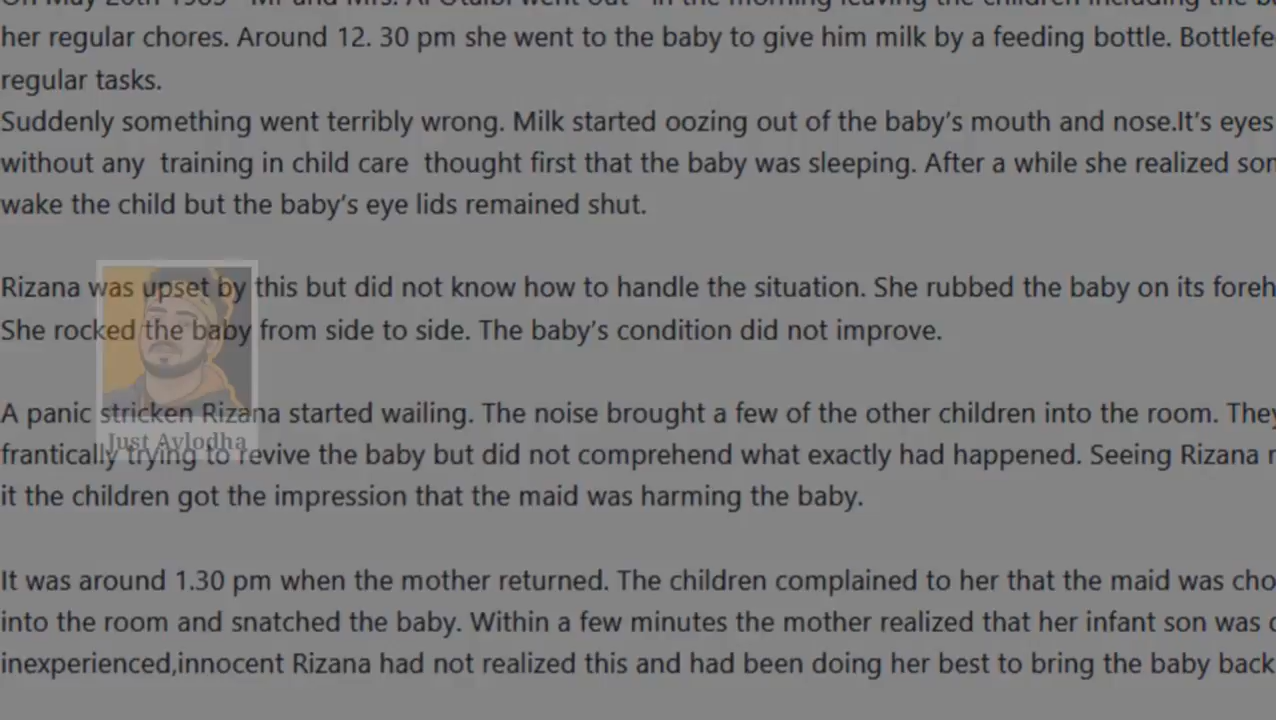 her regular chores. Around 12. 30 pm she went to the baby to give him milk by a feeding bottle. Bottlefe
regular tasks.
Suddenly something went terribly wrong. Milk started oozing out of the baby’s mouth and nose.It’s eyes
without any  training in child care  thought first that the baby was sleeping. After a while she realized
wake the child but the baby’s eye lids remained shut.
Rizana was upset by this but did not know how to handle the situation. She rubbed the baby on its foreh
She rocked the baby from side to side. The baby’s condition did not improve.
A panic stricken Rizana started wailing. The noise brought a few of the other children into the room. They
Just Aylodha
frantically trying to revive the baby but did not comprehend what exactly had happened. Seeing Rizana
it the children got the impression that the maid was harming the baby.
It was around 1.30 pm when the mother returned. The children complained to her that the maid was cho
into the room and snatched the baby. Within a few minutes the mother realized that her infant son was
inexperienced,innocent Rizana had not realized this and had been doing her best to bring the baby back